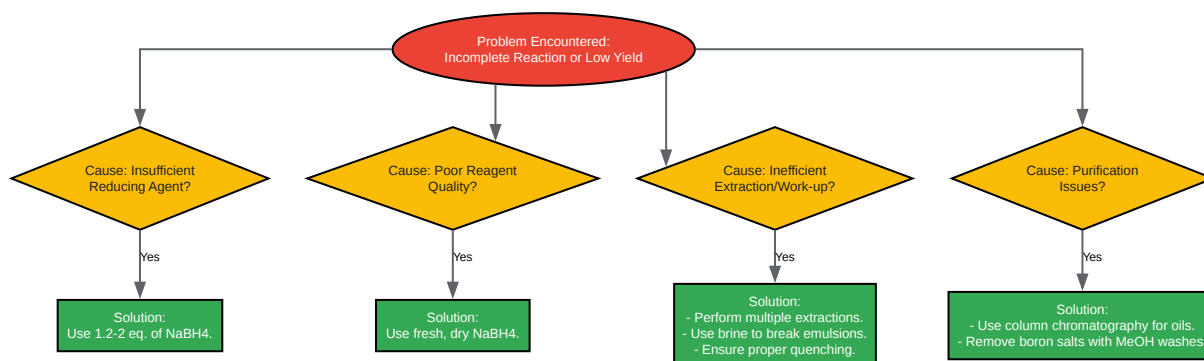 Problem Encountered:
Incomplete Reaction or Low Yield
Cause: Insufficient
Reducing Agent?
Cause: Poor Reagent
Quality?
Cause: Inefficient
Extraction/Work-up?
Cause: Purification
Issues?
Yes
Yes
Yes
Yes
Solution:
Use 1.2-2 eq. of NaBH4.
Solution:
Use fresh, dry NaBH4.
Solution:
- Perform multiple extractions.
- Use brine to break emulsions.
- Ensure proper quenching.
Solution:
- Use column chromatography for oils.
- Remove boron salts with MeOH washes